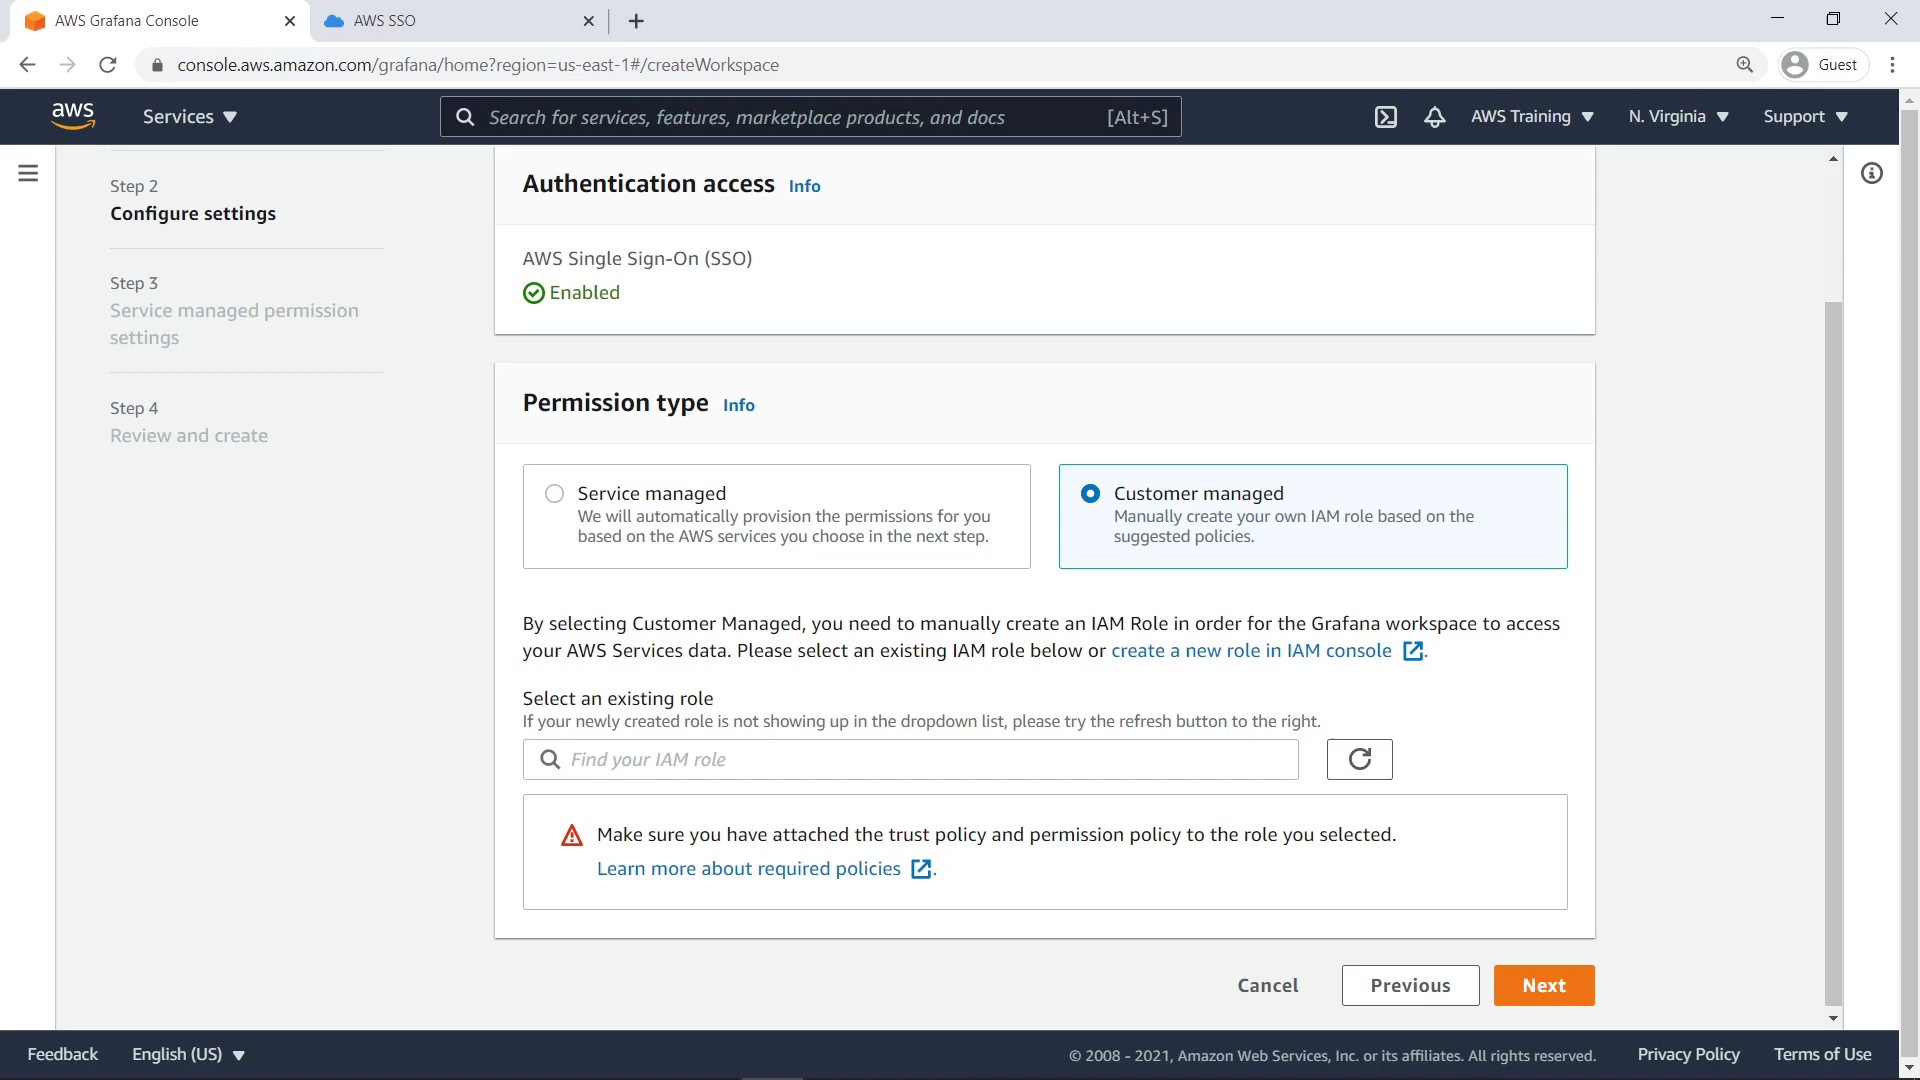 AWS Grafana Console
AWS SSO
console.aws.amazon.com/grafana/home?region=us-east-1#/createWorkspace
Guest
aws
Services
Search for services, features, marketplace products, and docs
[Alt+S]
AWS Training
N. Virginia
Support
Step 2
Configure settings
Step 3
Service managed permission
settings
Step 4
Review and create
Authentication access Info
AWS Single Sign-On (SSO)
Enabled
Permission type Info
Service managed
We will automatically provision the permissions for you
based on the AWS services you choose in the next step.
Customer managed
Manually create your own IAM role based on the
suggested policies.
By selecting Customer Managed, you need to manually create an IAM Role in order for the Grafana workspace to access
your AWS Services data. Please select an existing IAM role below or create a new role in IAM console .
Select an existing role
If your newly created role is not showing up in the dropdown list, please try the refresh button to the right.
Find your IAM role
Make sure you have attached the trust policy and permission policy to the role you selected.
Learn more about required policies .
Cancel
Previous
Next
Feedback
English (US)
© 2008 - 2021, Amazon Web Services, Inc. or its affiliates. All rights reserved.
Privacy Policy
Terms of Use